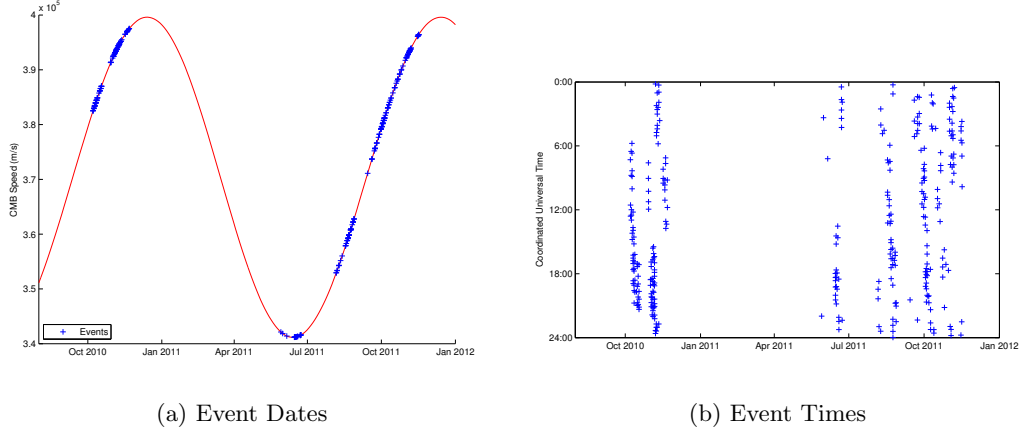 4 x 10⁵
3.9
3.8
3.7
3.6
3.5
3.4
CMB Speed (m/s)
Events
Oct 2010 Jan 2011 Apr 2011 Jul 2011 Oct 2011 Jan 2012
(a) Event Dates
0:00
6:00
12:00
18:00
24:00
Coordinated Universal Time
Oct 2010 Jan 2011 Apr 2011 Jul 2011 Oct 2011 Jan 2012
(b) Event Times